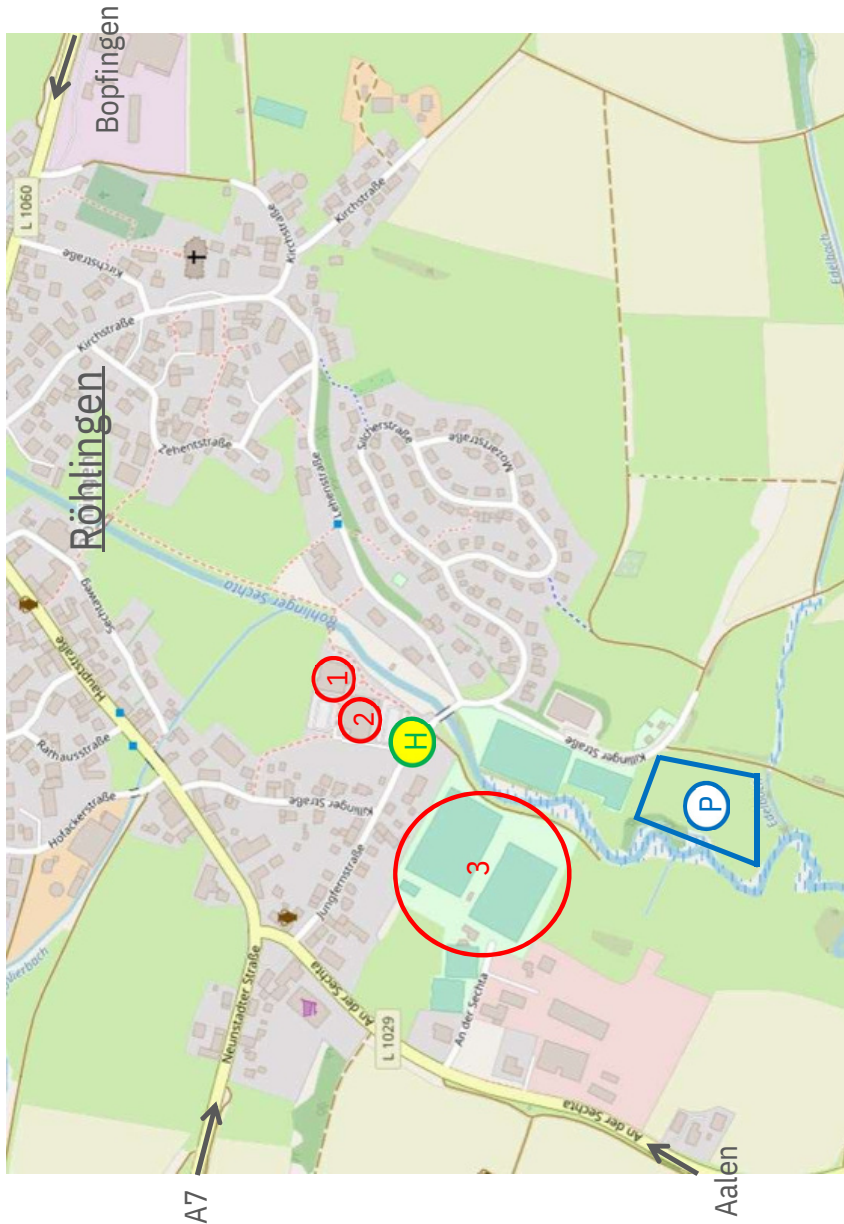 Bopfingen
L 1060
Kirchstraße
Kirchstraße
Kirchstraße
Kirchstraße
Röhlingen
Zehentstraße
Lehenstraße
Silcherstraße
Mozartstraße
Edelbach
Röhlinger Sechta
Sechtaweg
Hauptstraße
Rathausstraße
Hofackerstraße
Killinger Straße
Jungfernstraße
1
2
H
Killinger Straße
3
P
Edelbach
Neunstadter Straße
An der Sechta
L 1029
An der Sechta
An der Sechta
A7
Aalen